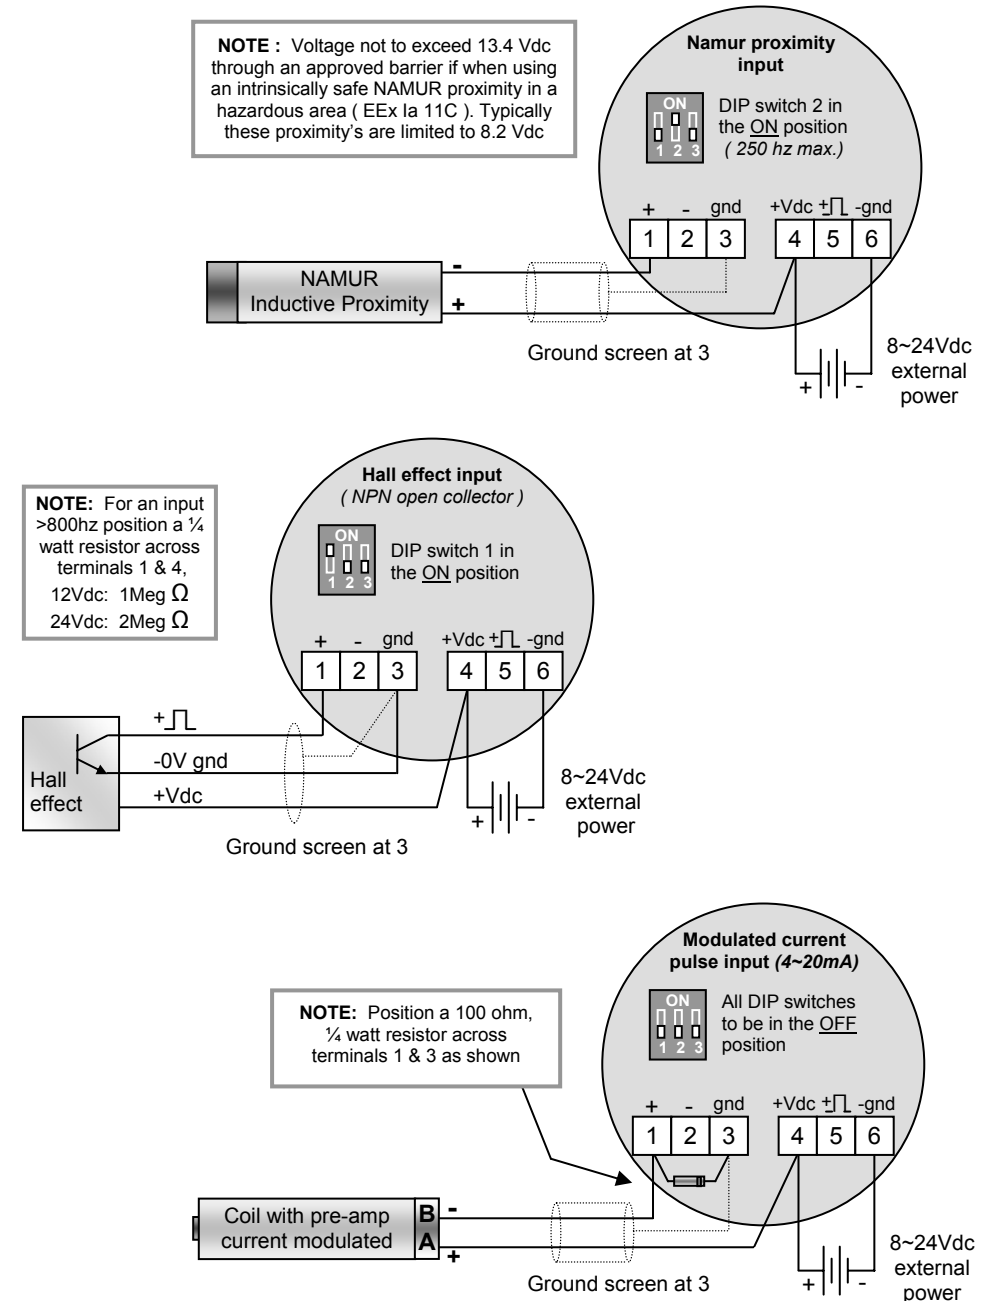 NOTE : Voltage not to exceed 13.4 Vdc
through an approved barrier if when using
an intrinsically safe NAMUR proximity in a
hazardous area ( EEx Ia 11C ). Typically
these proximity's are limited to 8.2 Vdc
Namur proximity
input
ON
1 2 3
DIP switch 2 in
the ON position
( 250 hz max.)
+ - gnd +Vdc +Π -gnd
1 2 3 4 5 6
NAMUR
Inductive Proximity
-
+
Ground screen at 3
+ -
8~24Vdc
external
power
NOTE: For an input
>800hz position a ¼
watt resistor across
terminals 1 & 4,
12Vdc: 1Meg Ω
24Vdc: 2Meg Ω
Hall effect input
( NPN open collector )
ON
1 2 3
DIP switch 1 in
the ON position
+ - gnd +Vdc +Π -gnd
1 2 3 4 5 6
Hall
effect
+Π
-0V gnd
+Vdc
Ground screen at 3
+ -
8~24Vdc
external
power
Modulated current
pulse input (4~20mA)
ON
1 2 3
All DIP switches
to be in the OFF
position
NOTE: Position a 100 ohm,
¼ watt resistor across
terminals 1 & 3 as shown
+ - gnd +Vdc +Π -gnd
1 2 3 4 5 6
Coil with pre-amp
current modulated
B -
A +
Ground screen at 3
+ -
8~24Vdc
external
power